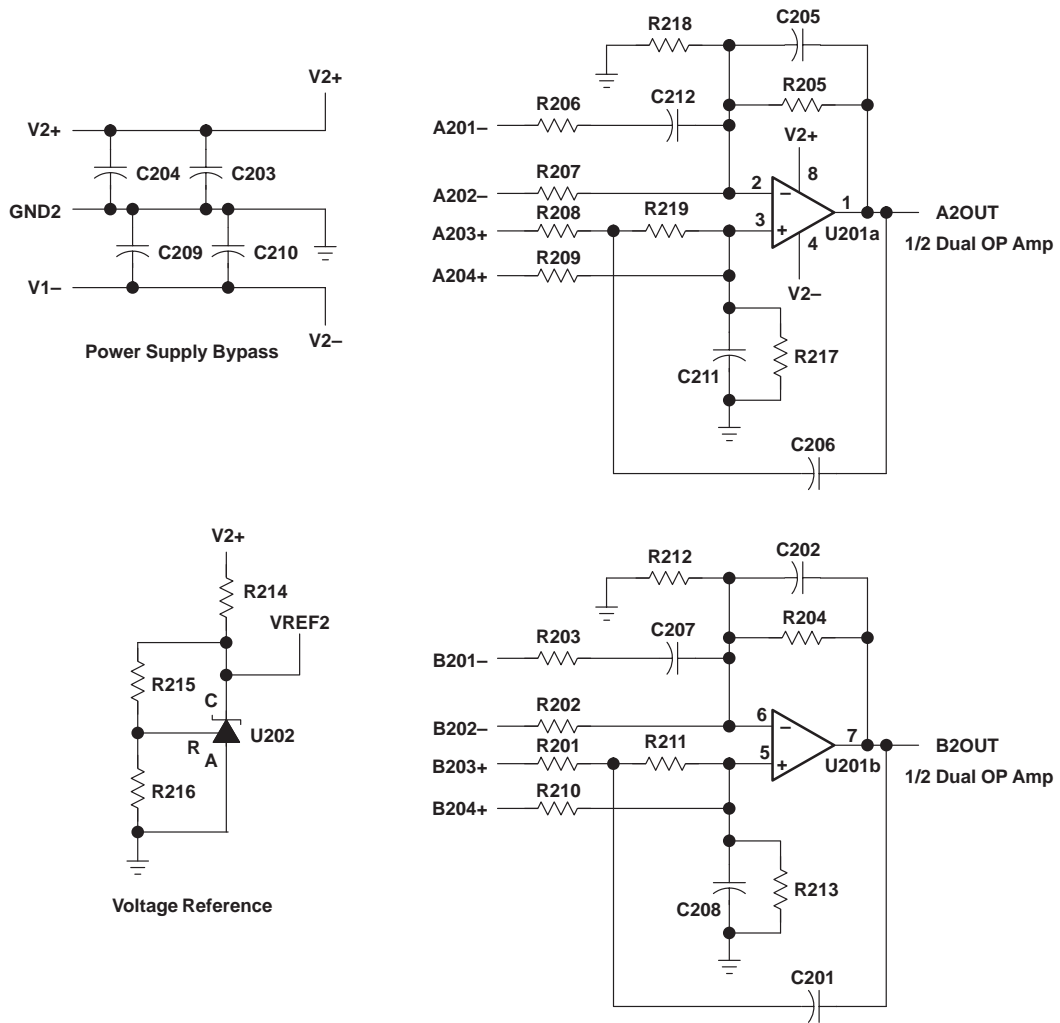 V2+
V2+
C204
C203
GND2
C209
C210
V1–
V2–
Power Supply Bypass
R218
C205
R205
R206
C212
A201–
V2+
R207
A202–
2
–
8
R208
R219
A203+
3
+
1
A2OUT
U201a
4
1/2 Dual OP Amp
R209
A204+
V2–
R217
C211
C206
V2+
R214
VREF2
R215
C
U202
R
A
R216
Voltage Reference
R212
C202
R204
R203
C207
B201–
R202
B202–
6
–
R201
R211
B203+
5
+
7
B2OUT
U201b
1/2 Dual OP Amp
R210
B204+
R213
C208
C201